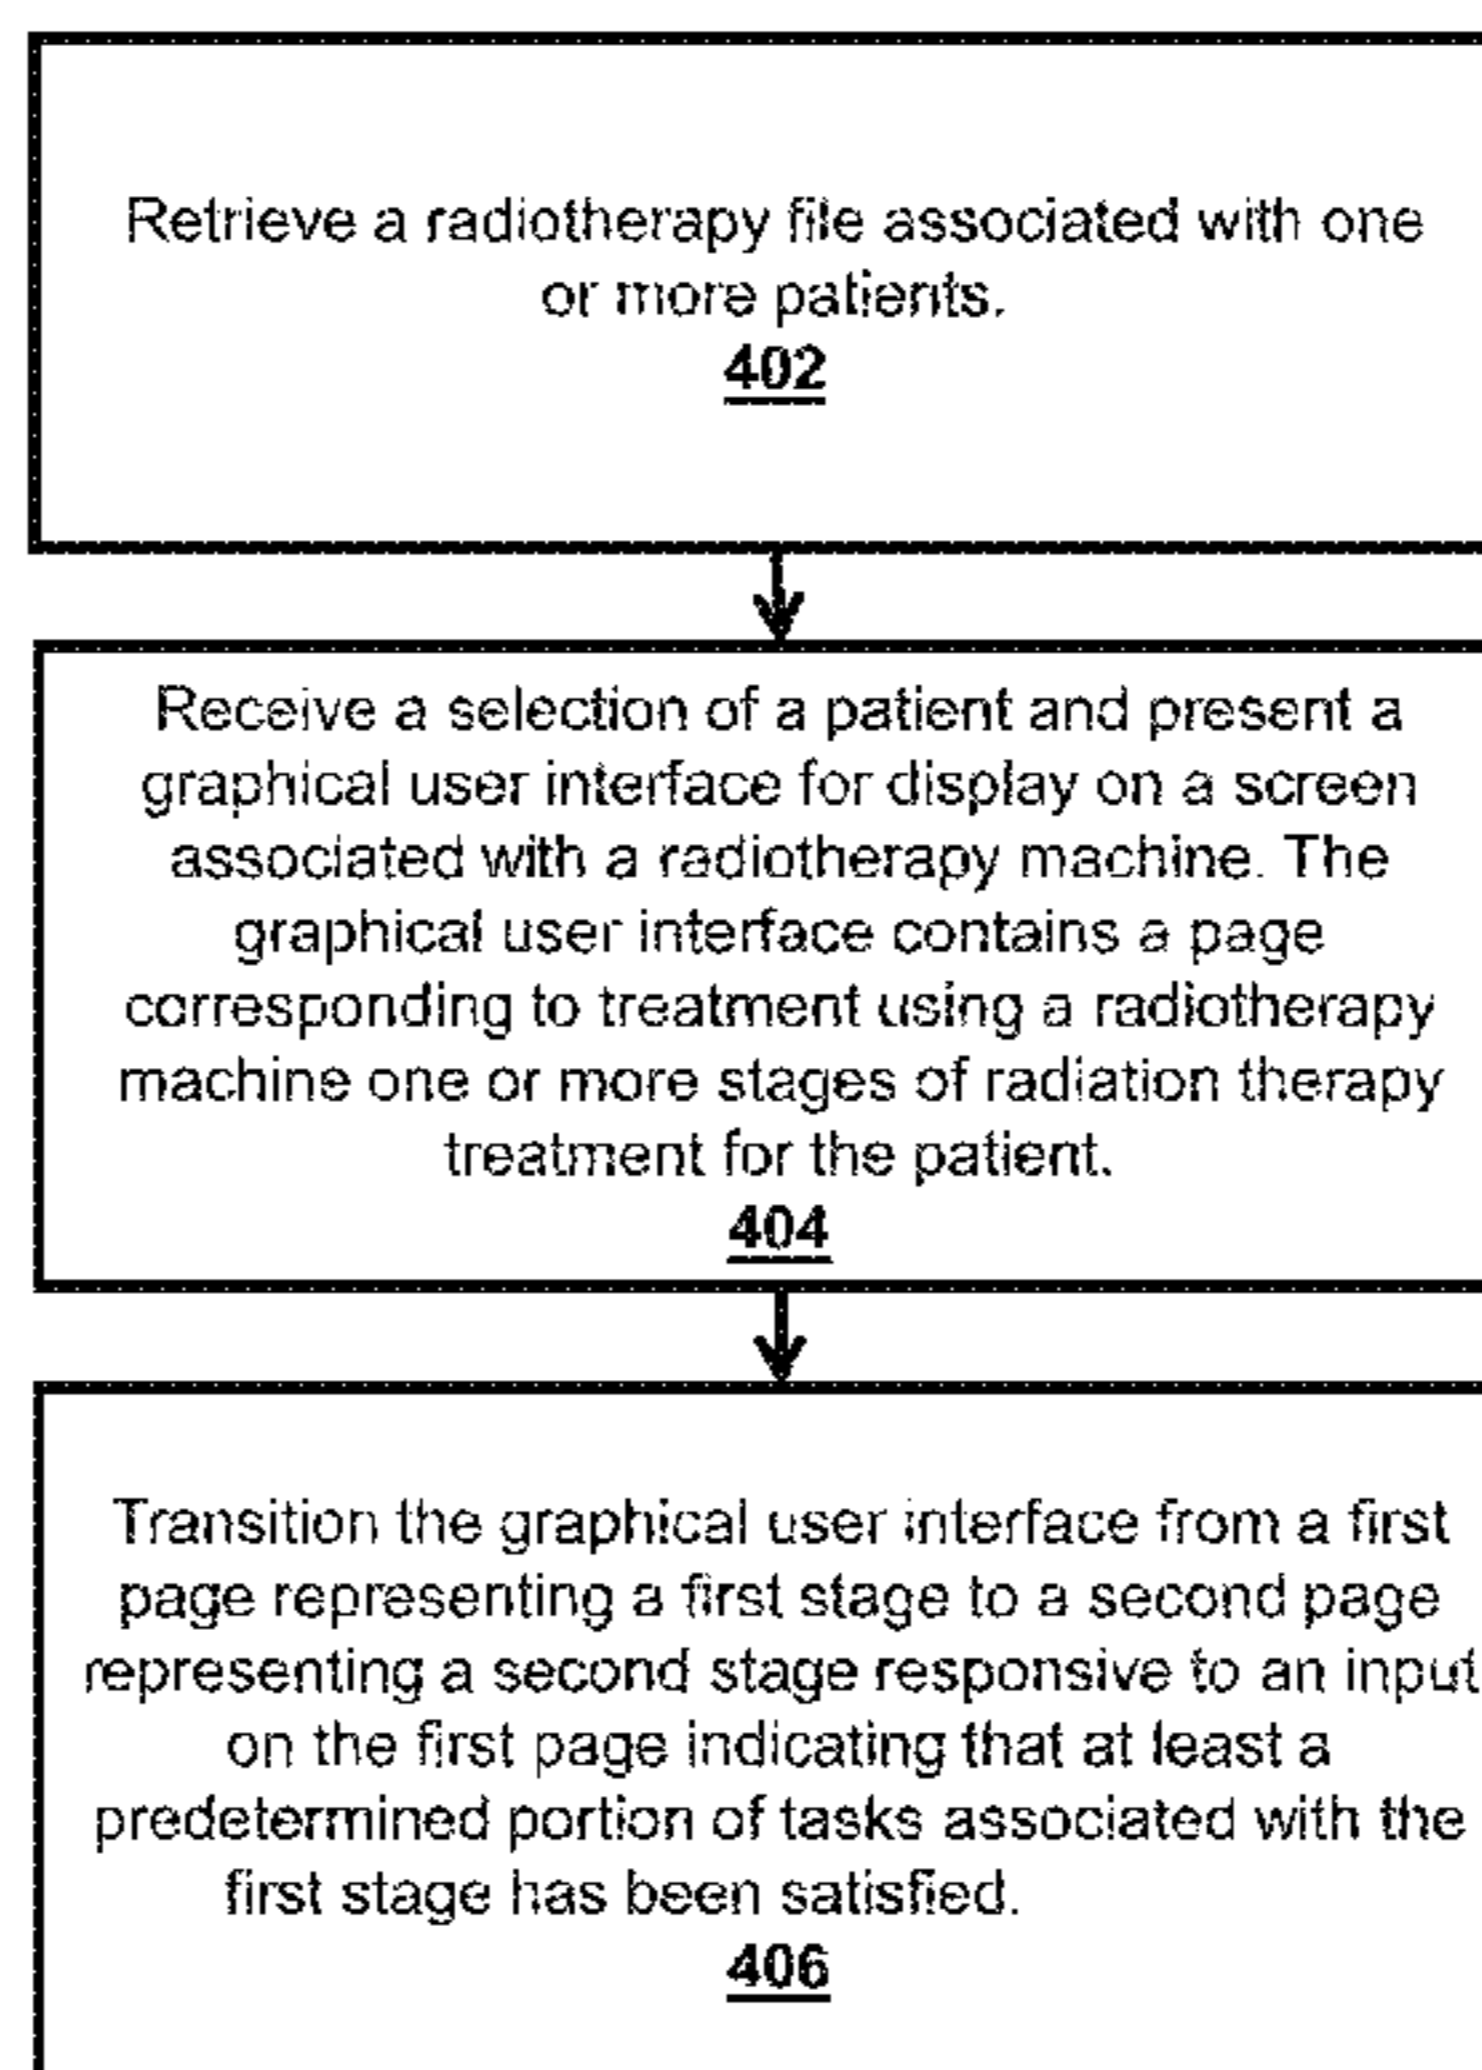 Retrieve a radiotherapy file associated with one
or more patients.
402
Receive a selection of a patient and present a
graphical user interface for display on a screen
associated with a radiotherapy machine. The
graphical user interface contains a page
corresponding to treatment using a radiotherapy
machine one or more stages of radiation therapy
treatment for the patient.
404
Transition the graphical user interface from a first
page representing a first stage to a second page
representing a second stage responsive to an input
on the first page indicating that at least a
predetermined portion of tasks associated with the
first stage has been satisfied.
406